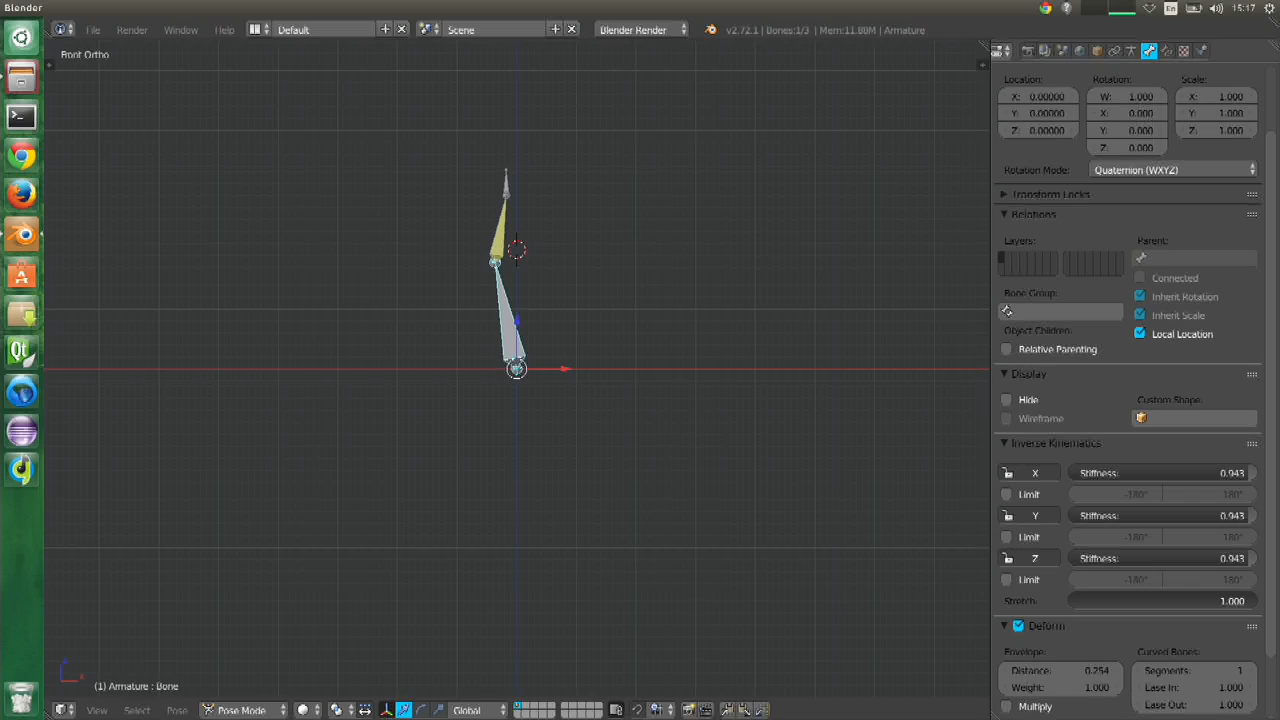 Blender
En
15:17
File Render Window Help Default Scene Blender Render v2.72.1 | Bones:1/3 | Mem:11.88M | Armature
Front Ortho
Location: Rotation: Scale:
X: 0.00000 W: 1.000 X: 1.000
Y: 0.00000 X: 0.000 Y: 1.000
Z: 0.00000 Y: 0.000 Z: 1.000
Z: 0.000
Rotation Mode: Quaternion (WXYZ)
Transform Locks
Relations
Layers: Parent:
Connected
Bone Group: Inherit Rotation
Inherit Scale
Object Children: Local Location
Relative Parenting
Display
Hide Custom Shape:
Wireframe
Inverse Kinematics
X Stiffness: 0.943
Limit -180° 180°
Y Stiffness: 0.943
Limit -180° 180°
Z Stiffness: 0.943
Limit -180° 180°
Stretch: 1.000
Deform
Envelope: Curved Bones:
Distance: 0.254 Segments: 1
Weight: 1.000 Ease In: 1.000
Multiply Ease Out: 1.000
(1) Armature : Bone
View Select Pose Pose Mode Global